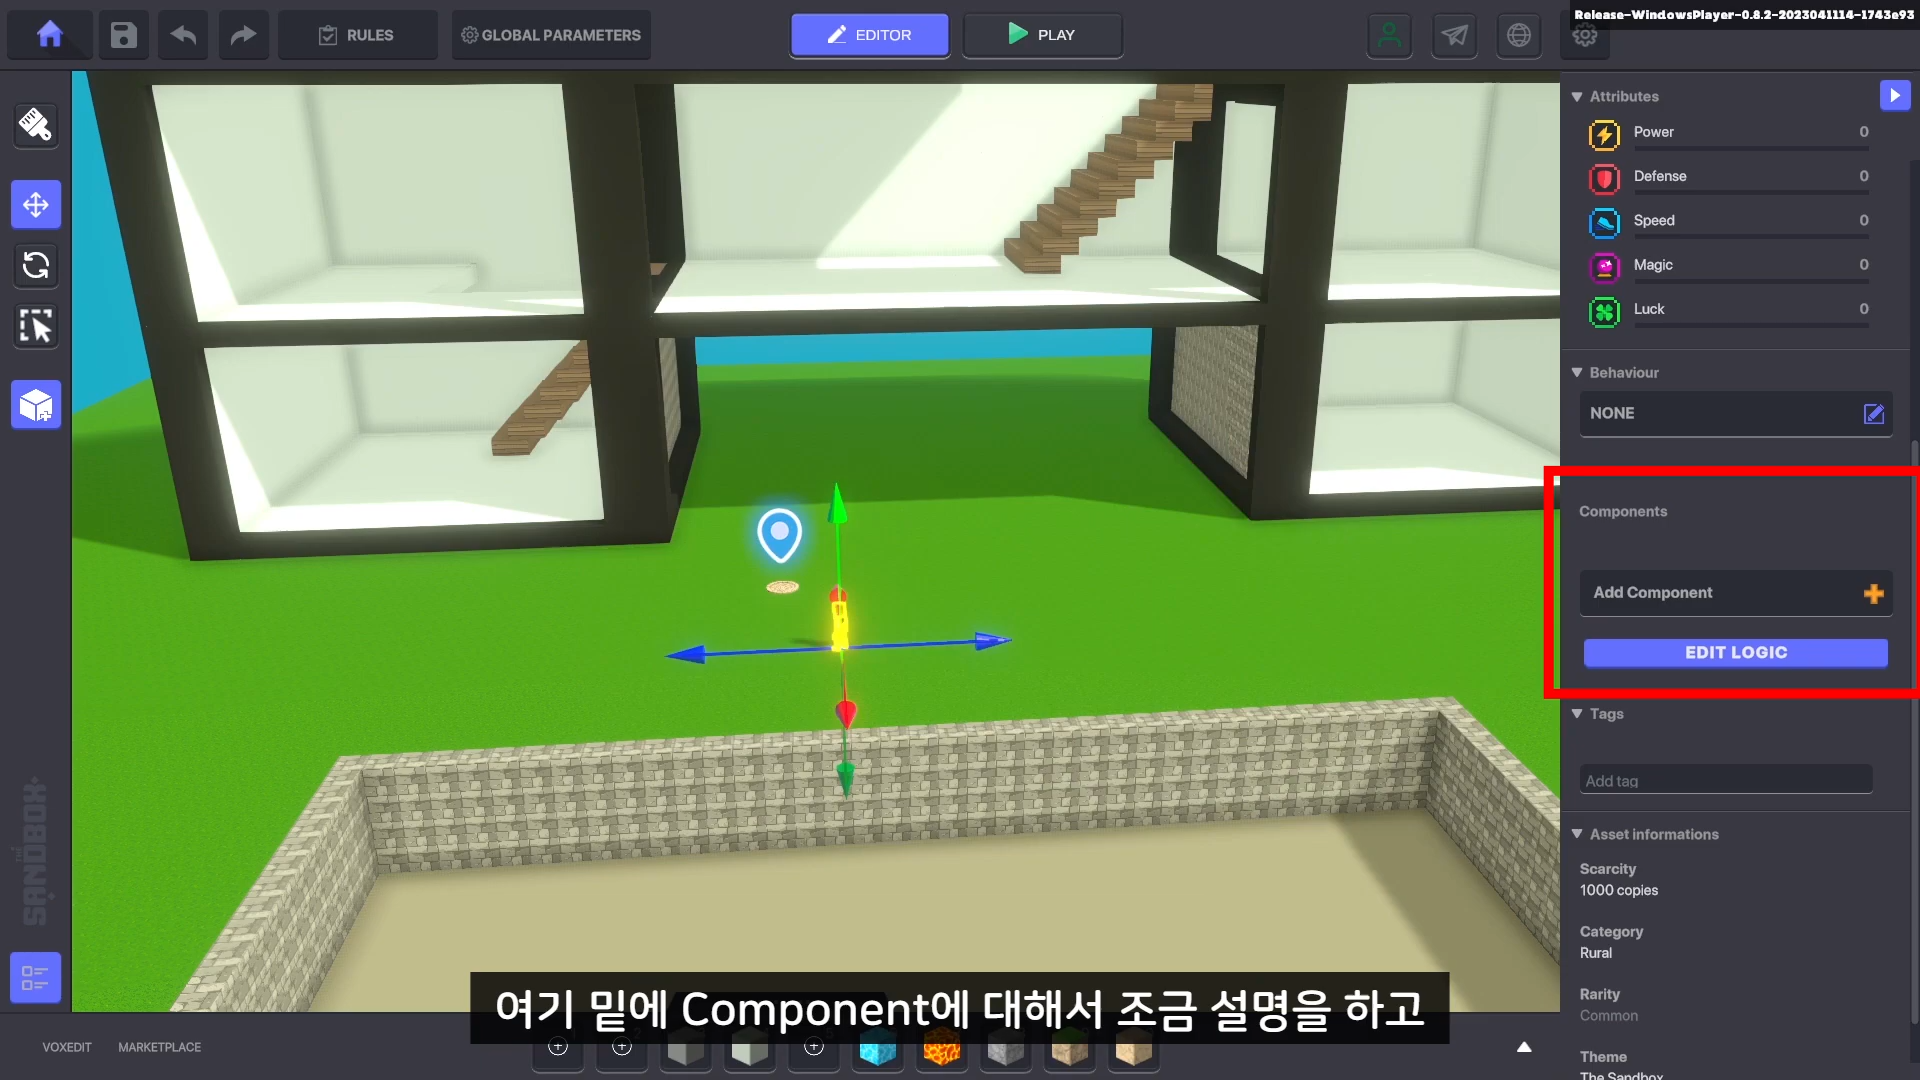 Release-WindowsPlayer-0.8.2-2023041114-1743e93
RULES
GLOBAL PARAMETERS
EDITOR
PLAY
Attributes
Power 0
Defense 0
Speed 0
Magic 0
Luck 0
Behaviour
NONE
Components
Add Component
EDIT LOGIC
Tags
Add tag
Asset informations
Scarcity
1000 copies
Category
Rural
Rarity
Common
Theme
The Sandbox
THE SANDBOX
여기 밑에 Component에 대해서 조금 설명을 하고
VOXEDIT
MARKETPLACE